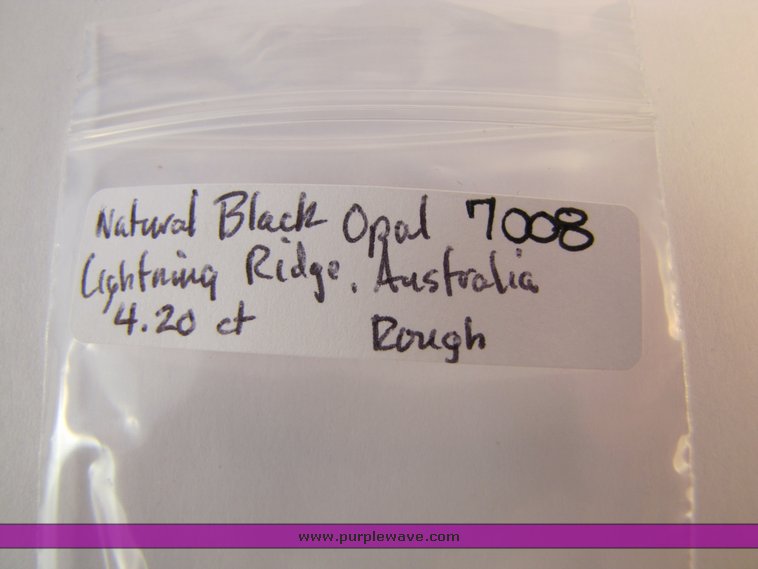 Natural Black Opal 7008
Lightning Ridge, Australia
4.20 ct Rough
www.purplewave.com